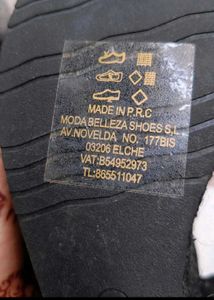 MADE IN P.R.C
MODA BELLEZA SHOES S.L
AV.NOVELDA NO. 177BIS
03206 ELCHE
VAT:B54952973
TL:865511047